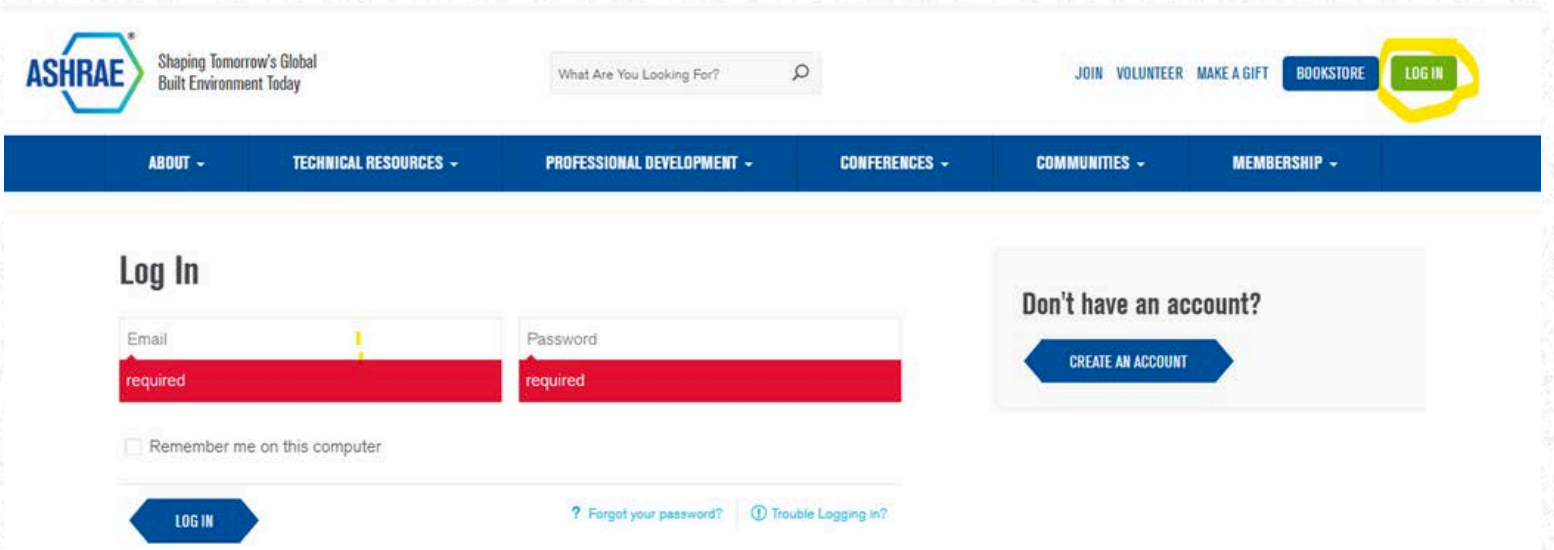 ASHRAE®
Shaping Tomorrow's Global
Built Environment Today
What Are You Looking For?
JOIN VOLUNTEER MAKE A GIFT BOOKSTORE LOG IN
ABOUT TECHNICAL RESOURCES PROFESSIONAL DEVELOPMENT CONFERENCES COMMUNITIES MEMBERSHIP
Log In
Email Password
required required
Remember me on this computer
LOG IN ? Forgot your password? Trouble Logging in?
Don't have an account?
CREATE AN ACCOUNT